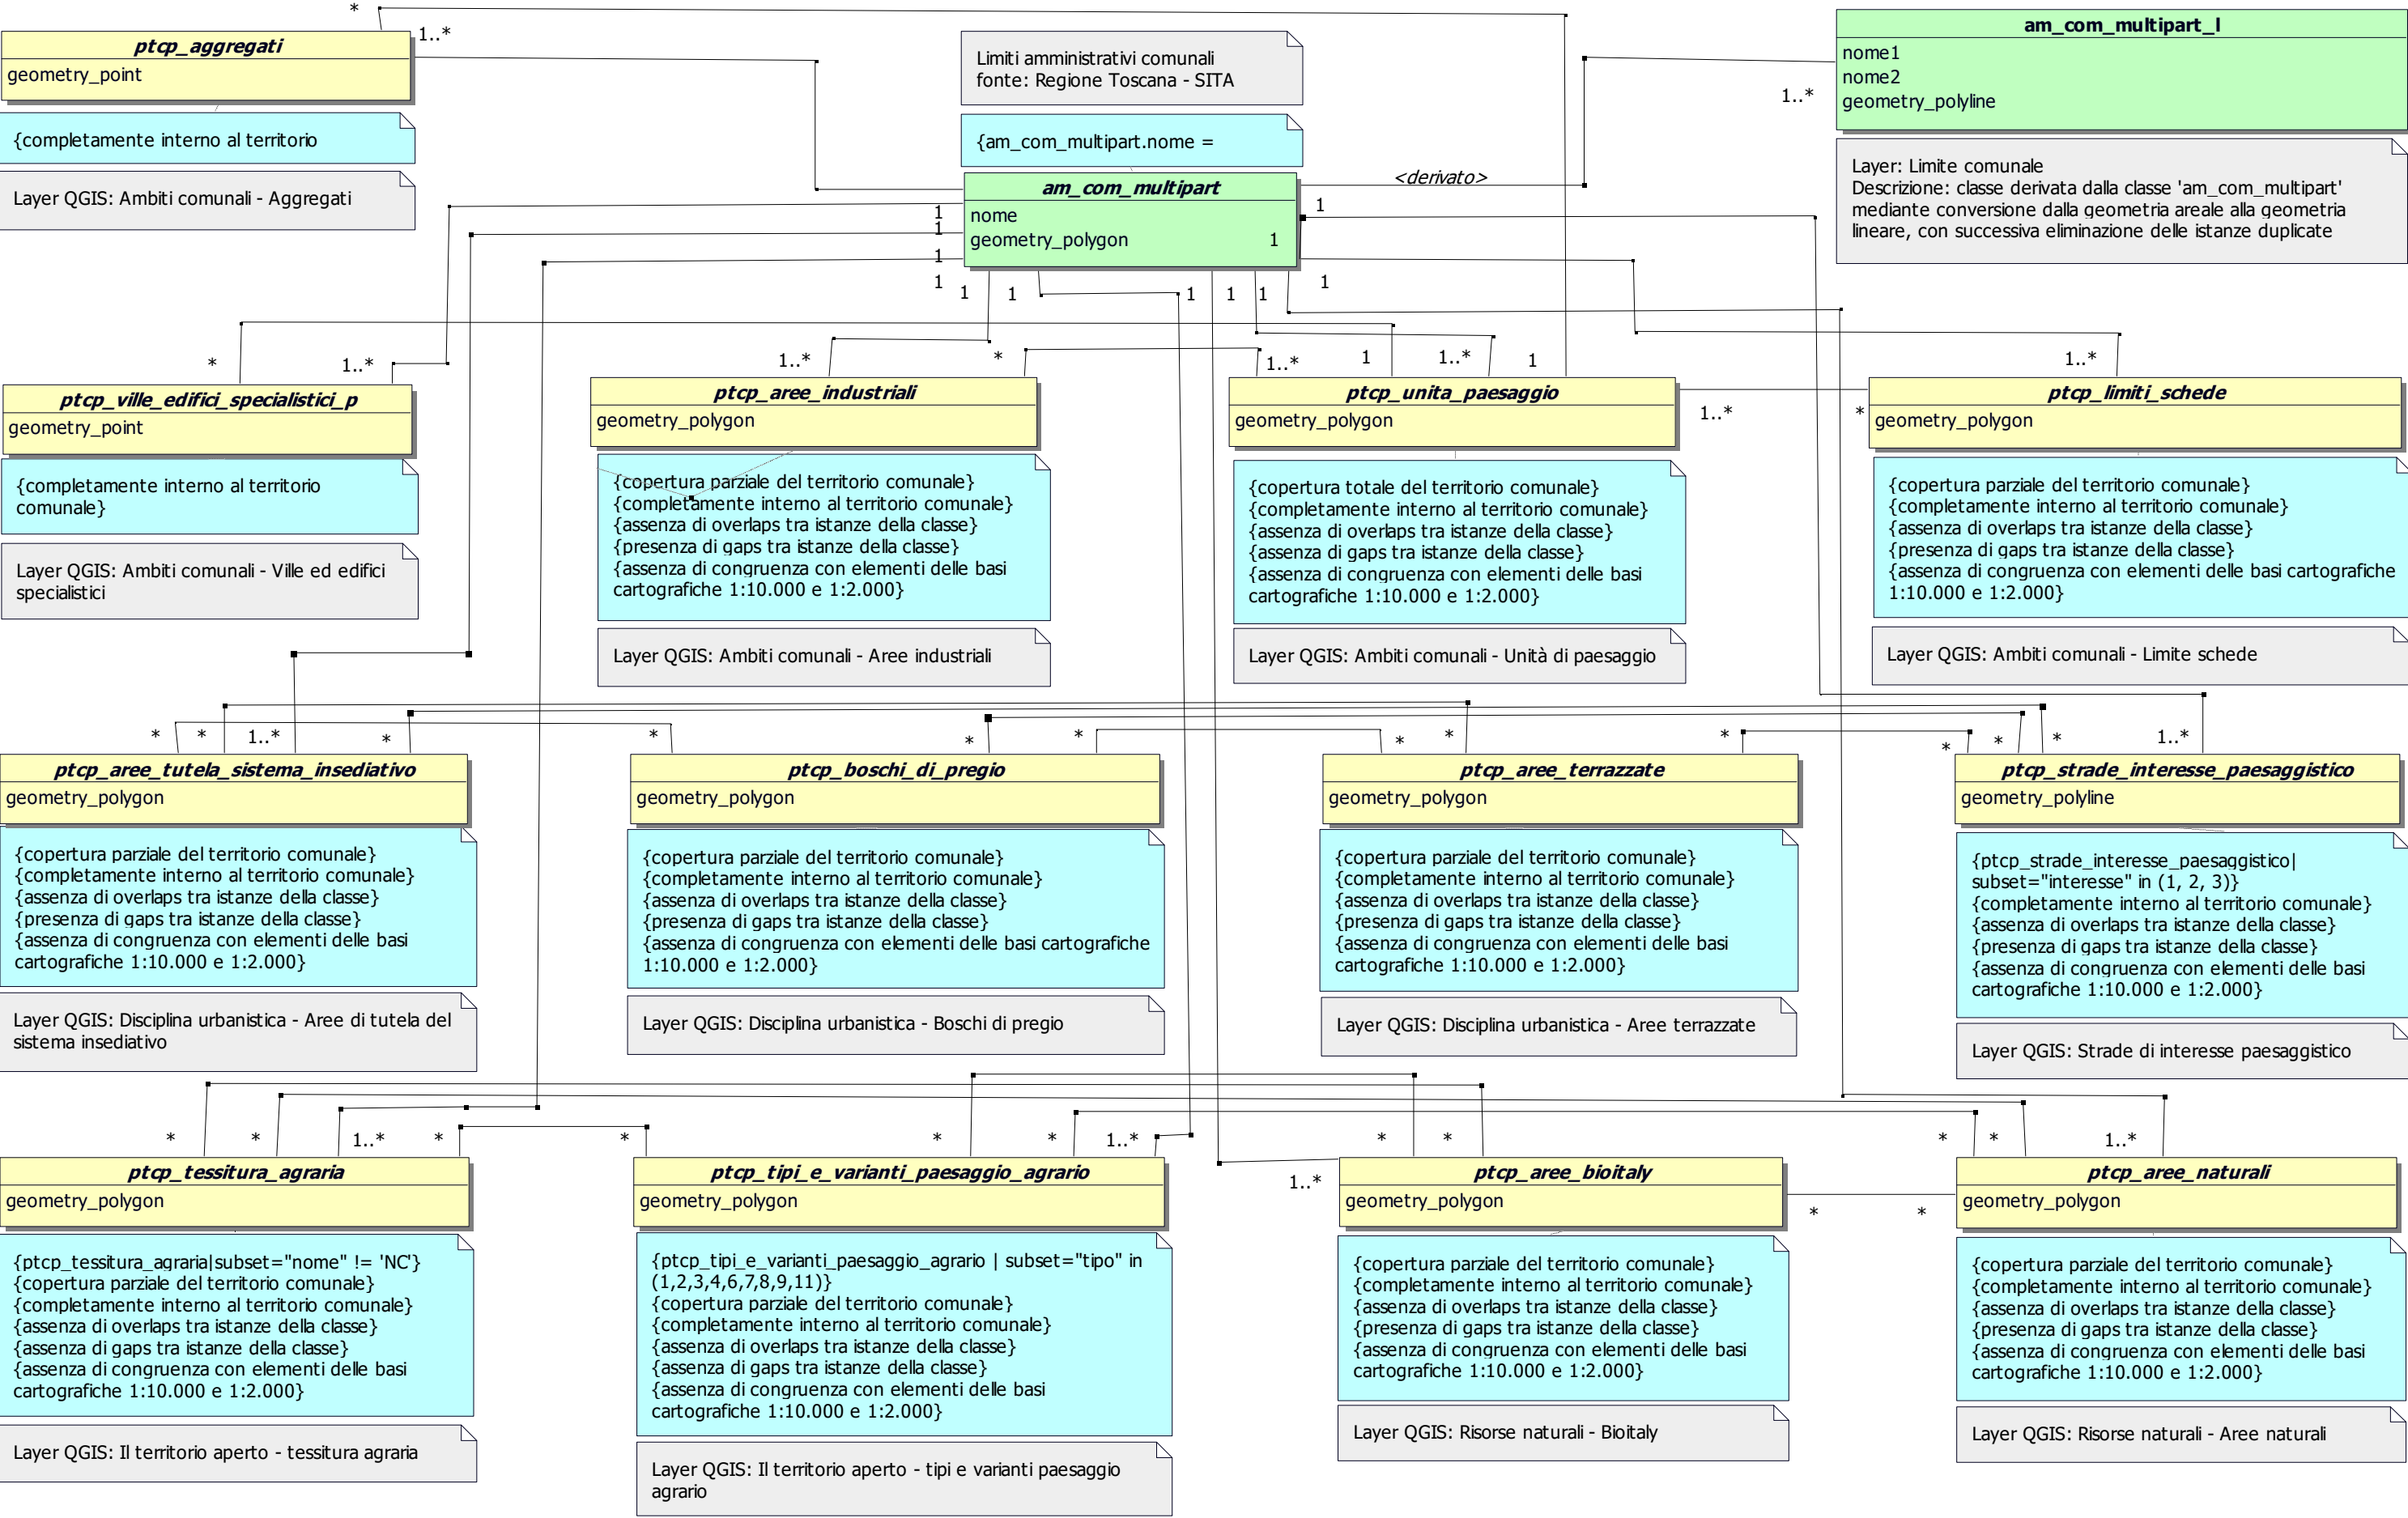 *
1..*
ptcp_aggregati
geometry_point
{completamente interno al territorio
Layer QGIS: Ambiti comunali - Aggregati
Limiti amministrativi comunali
fonte: Regione Toscana - SITA
{am_com_multipart.nome =
am_com_multipart
nome
geometry_polygon
1
1
1
1
1
1
1
1
1
1
1
1
<derivato>
1..*
am_com_multipart_l
nome1
nome2
geometry_polyline
Layer: Limite comunale
Descrizione: classe derivata dalla classe 'am_com_multipart'
mediante conversione dalla geometria areale alla geometria
lineare, con successiva eliminazione delle istanze duplicate
*
1..*
ptcp_ville_edifici_specialistici_p
geometry_point
{completamente interno al territorio
comunale}
Layer QGIS: Ambiti comunali - Ville ed edifici
specialistici
1..*
*
ptcp_aree_industriali
geometry_polygon
{copertura parziale del territorio comunale}
{completamente interno al territorio comunale}
{assenza di overlaps tra istanze della classe}
{presenza di gaps tra istanze della classe}
{assenza di congruenza con elementi delle basi
cartografiche 1:10.000 e 1:2.000}
Layer QGIS: Ambiti comunali - Aree industriali
1..*
1
1..*
1
ptcp_unita_paesaggio
geometry_polygon
1..*
*
{copertura totale del territorio comunale}
{completamente interno al territorio comunale}
{assenza di overlaps tra istanze della classe}
{assenza di gaps tra istanze della classe}
{assenza di congruenza con elementi delle basi
cartografiche 1:10.000 e 1:2.000}
Layer QGIS: Ambiti comunali - Unità di paesaggio
1..*
ptcp_limiti_schede
geometry_polygon
{copertura parziale del territorio comunale}
{completamente interno al territorio comunale}
{assenza di overlaps tra istanze della classe}
{presenza di gaps tra istanze della classe}
{assenza di congruenza con elementi delle basi cartografiche
1:10.000 e 1:2.000}
Layer QGIS: Ambiti comunali - Limite schede
*
*
1..*
*
ptcp_aree_tutela_sistema_insediativo
geometry_polygon
{copertura parziale del territorio comunale}
{completamente interno al territorio comunale}
{assenza di overlaps tra istanze della classe}
{presenza di gaps tra istanze della classe}
{assenza di congruenza con elementi delle basi
cartografiche 1:10.000 e 1:2.000}
Layer QGIS: Disciplina urbanistica - Aree di tutela del
sistema insediativo
*
*
*
ptcp_boschi_di_pregio
geometry_polygon
{copertura parziale del territorio comunale}
{completamente interno al territorio comunale}
{assenza di overlaps tra istanze della classe}
{presenza di gaps tra istanze della classe}
{assenza di congruenza con elementi delle basi cartografiche
1:10.000 e 1:2.000}
Layer QGIS: Disciplina urbanistica - Boschi di pregio
*
*
*
ptcp_aree_terrazzate
geometry_polygon
{copertura parziale del territorio comunale}
{completamente interno al territorio comunale}
{assenza di overlaps tra istanze della classe}
{presenza di gaps tra istanze della classe}
{assenza di congruenza con elementi delle basi
cartografiche 1:10.000 e 1:2.000}
Layer QGIS: Disciplina urbanistica - Aree terrazzate
*
*
*
1..*
ptcp_strade_interesse_paesaggistico
geometry_polyline
{ptcp_strade_interesse_paesaggistico|
subset="interesse" in (1, 2, 3)}
{completamente interno al territorio comunale}
{assenza di overlaps tra istanze della classe}
{presenza di gaps tra istanze della classe}
{assenza di congruenza con elementi delle basi
cartografiche 1:10.000 e 1:2.000}
Layer QGIS: Strade di interesse paesaggistico
*
*
1..*
*
ptcp_tessitura_agraria
geometry_polygon
{ptcp_tessitura_agraria|subset="nome" != 'NC'}
{copertura parziale del territorio comunale}
{completamente interno al territorio comunale}
{assenza di overlaps tra istanze della classe}
{assenza di gaps tra istanze della classe}
{assenza di congruenza con elementi delle basi
cartografiche 1:10.000 e 1:2.000}
Layer QGIS: Il territorio aperto - tessitura agraria
*
*
*
1..*
ptcp_tipi_e_varianti_paesaggio_agrario
geometry_polygon
{ptcp_tipi_e_varianti_paesaggio_agrario | subset="tipo" in
(1,2,3,4,6,7,8,9,11)}
{copertura parziale del territorio comunale}
{completamente interno al territorio comunale}
{assenza di overlaps tra istanze della classe}
{assenza di gaps tra istanze della classe}
{assenza di congruenza con elementi delle basi
cartografiche 1:10.000 e 1:2.000}
Layer QGIS: Il territorio aperto - tipi e varianti paesaggio
agrario
1..*
*
*
ptcp_aree_bioitaly
geometry_polygon
*
*
{copertura parziale del territorio comunale}
{completamente interno al territorio comunale}
{assenza di overlaps tra istanze della classe}
{presenza di gaps tra istanze della classe}
{assenza di congruenza con elementi delle basi
cartografiche 1:10.000 e 1:2.000}
Layer QGIS: Risorse naturali - Bioitaly
*
*
1..*
ptcp_aree_naturali
geometry_polygon
{copertura parziale del territorio comunale}
{completamente interno al territorio comunale}
{assenza di overlaps tra istanze della classe}
{presenza di gaps tra istanze della classe}
{assenza di congruenza con elementi delle basi
cartografiche 1:10.000 e 1:2.000}
Layer QGIS: Risorse naturali - Aree naturali